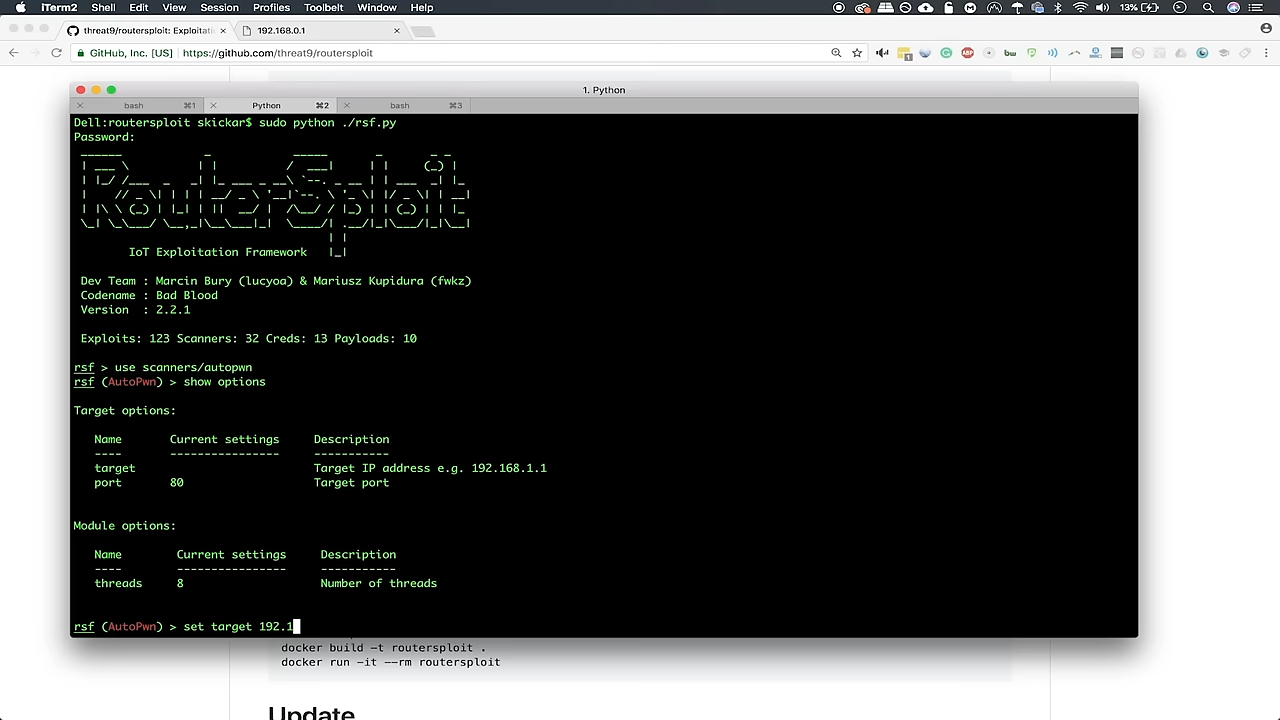 iTerm2 Shell Edit View Session Profiles Toolbelt Window Help 13%
threat9/routersploit: Exploitati × 192.168.0.1 ×
GitHub, Inc. [US] https://github.com/threat9/routersploit
1. Python
bash ⌘1 Python ⌘2 bash ⌘3
Dell:routersploit skickar$ sudo python ./rsf.py
Password:
RouterSploit
IoT Exploitation Framework
Dev Team : Marcin Bury (lucyoa) & Mariusz Kupidura (fwkz)
Codename : Bad Blood
Version : 2.2.1
Exploits: 123 Scanners: 32 Creds: 13 Payloads: 10
rsf > use scanners/autopwn
rsf (AutoPwn) > show options
Target options:
Name Current settings Description
---- ---------------- -----------
target Target IP address e.g. 192.168.1.1
port 80 Target port
Module options:
Name Current settings Description
---- ---------------- -----------
threads 8 Number of threads
rsf (AutoPwn) > set target 192.1
docker build -t routersploit .
docker run -it --rm routersploit
Update